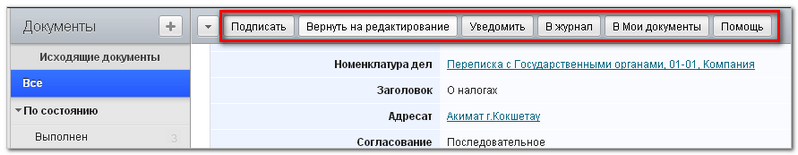 Документы
+
Подписать Вернуть на редактирование Уведомить В журнал В Мои документы Помощь
Исходящие документы
Все
По состоянию
Выполнен 3
Номенклатура дел Переписка с Государственными органами, 01-01, Компания
Заголовок О налогах
Адресат Акимат г.Кокшетау
Согласование Последовательное